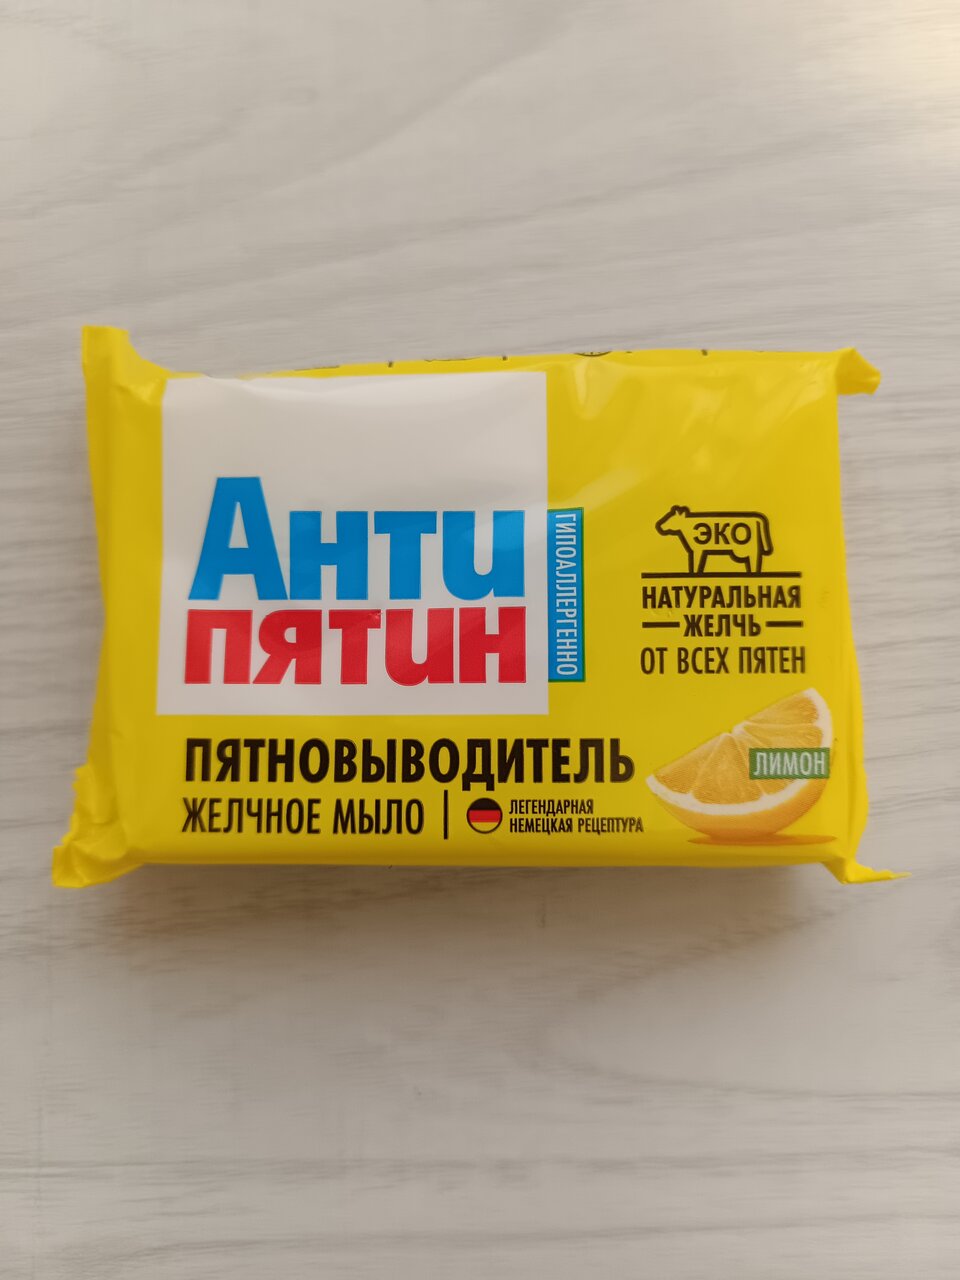 Анти
пятин
ГИПОАЛЛЕРГЕННО
ЭКО
НАТУРАЛЬНАЯ
ЖЕЛЧЬ
ОТ ВСЕХ ПЯТЕН
ЛИМОН
ПЯТНОВЫВОДИТЕЛЬ
ЖЕЛЧНОЕ МЫЛО
ЛЕГЕНДАРНАЯ
НЕМЕЦКАЯ РЕЦЕПТУРА